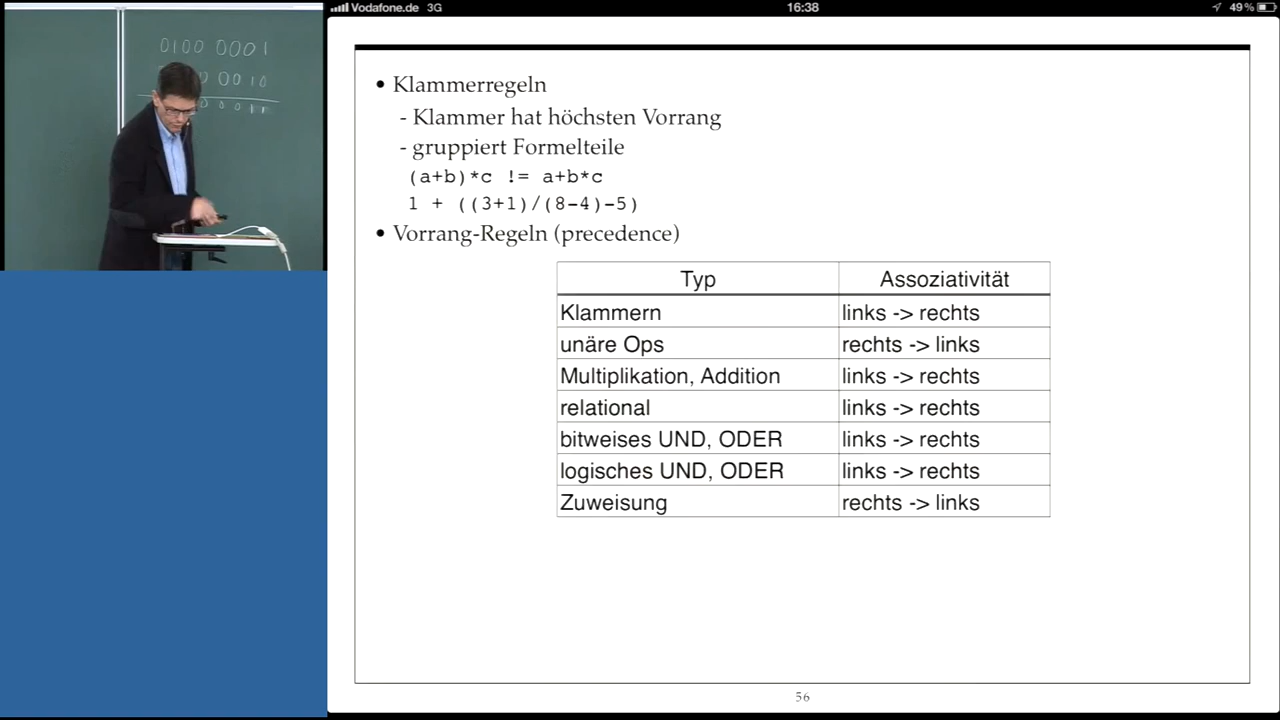 Vodafone.de 3G 16:38 49 %
0100 0001
0010
• Klammerregeln
- Klammer hat höchsten Vorrang
- gruppiert Formelteile
(a+b)*c != a+b*c
1 + ((3+1)/(8-4)-5)
• Vorrang-Regeln (precedence)
Typ Assoziativität
Klammern links -> rechts
unäre Ops rechts -> links
Multiplikation, Addition links -> rechts
relational links -> rechts
bitweises UND, ODER links -> rechts
logisches UND, ODER links -> rechts
Zuweisung rechts -> links
56